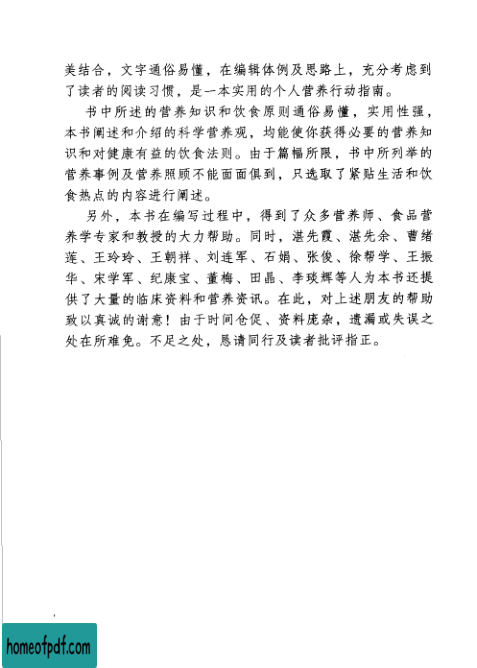 美结合，文字通俗易懂，在编辑体例及思路上，充分考虑到
了读者的阅读习惯，是一本实用的个人营养行动指南。
书中所述的营养知识和饮食原则通俗易懂，实用性强，
本书阐述和介绍的科学营养观，均能使你获得必要的营养知
识和对健康有益的饮食法则。由于篇幅所限，书中所列举的
营养事例及营养照顾不能面面俱到，只选取了紧贴生活和饮
食热点的内容进行阐述。
另外，本书在编写过程中，得到了众多营养师、食品营
养学专家和教授的大力帮助。同时，湛先霞、湛先余、曹绪
莲、王玲玲、王朝祥、刘连军、石娟、张俊、徐帮学、王振
华、宋学军、纪康宝、董梅、田晶、李琰辉等人为本书还提
供了大量的临床资料和营养资讯。在此，对上述朋友的帮助
致以真诚的谢意！由于时间仓促、资料庞杂，遗漏或失误之
处在所难免。不足之处，恳请同行及读者批评指正。
homeofpdf.com